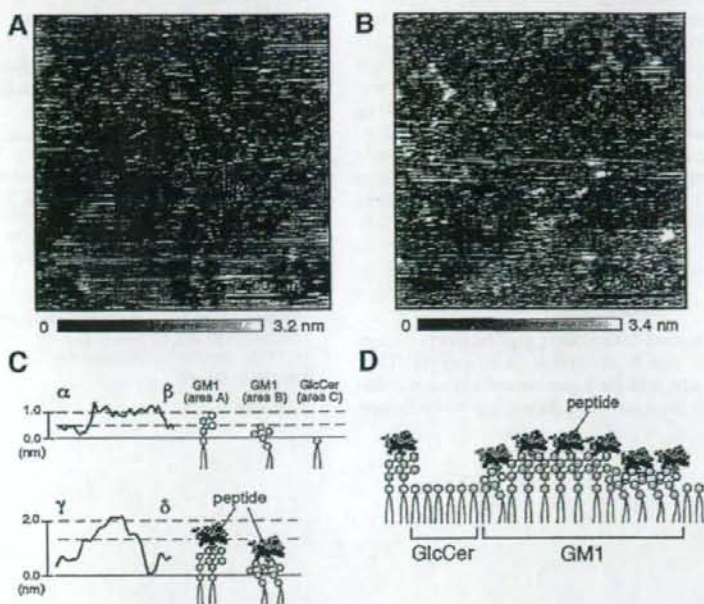 A
B
0 3.2 nm
0 3.4 nm
C
D
α β GM1 GM1 GlcCer
(area A) (area B) (area C)
1.0
0.0
(nm)
peptide
γ δ peptide
2.0
0.0
(nm)
GlcCer GM1